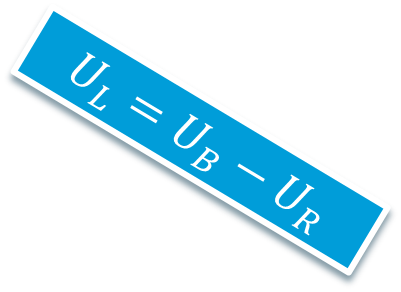 U_L = U_B − U_R